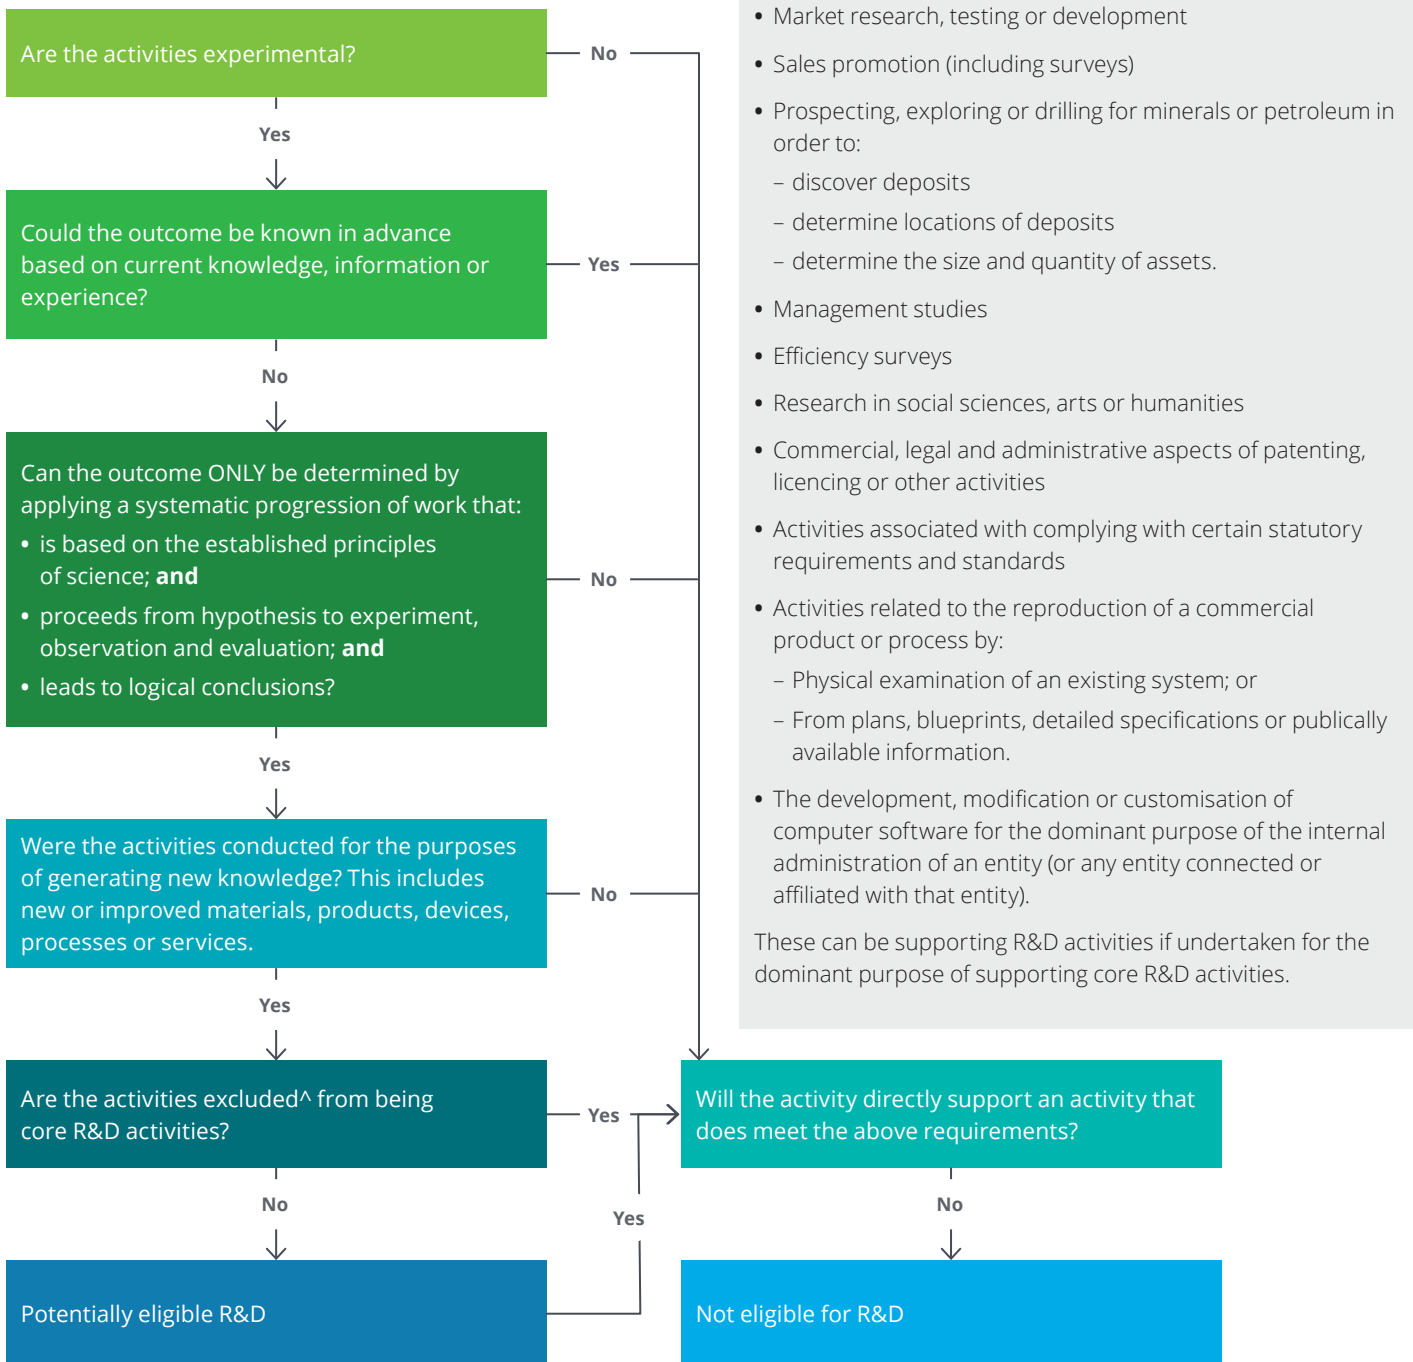 Are the activities experimental?
No
Yes
Could the outcome be known in advance
based on current knowledge, information or
experience?
Yes
No
Can the outcome ONLY be determined by
applying a systematic progression of work that:
• is based on the established principles
of science; and
• proceeds from hypothesis to experiment,
observation and evaluation; and
• leads to logical conclusions?
No
Yes
Were the activities conducted for the purposes
of generating new knowledge? This includes
new or improved materials, products, devices,
processes or services.
No
Yes
Are the activities excluded^ from being
core R&D activities?
Yes
No
Potentially eligible R&D
Yes
Will the activity directly support an activity that
does meet the above requirements?
No
Not eligible for R&D
• Market research, testing or development
• Sales promotion (including surveys)
• Prospecting, exploring or drilling for minerals or petroleum in
order to:
– discover deposits
– determine locations of deposits
– determine the size and quantity of assets.
• Management studies
• Efficiency surveys
• Research in social sciences, arts or humanities
• Commercial, legal and administrative aspects of patenting,
licencing or other activities
• Activities associated with complying with certain statutory
requirements and standards
• Activities related to the reproduction of a commercial
product or process by:
– Physical examination of an existing system; or
– From plans, blueprints, detailed specifications or publically
available information.
• The development, modification or customisation of
computer software for the dominant purpose of the internal
administration of an entity (or any entity connected or
affiliated with that entity).
These can be supporting R&D activities if undertaken for the
dominant purpose of supporting core R&D activities.